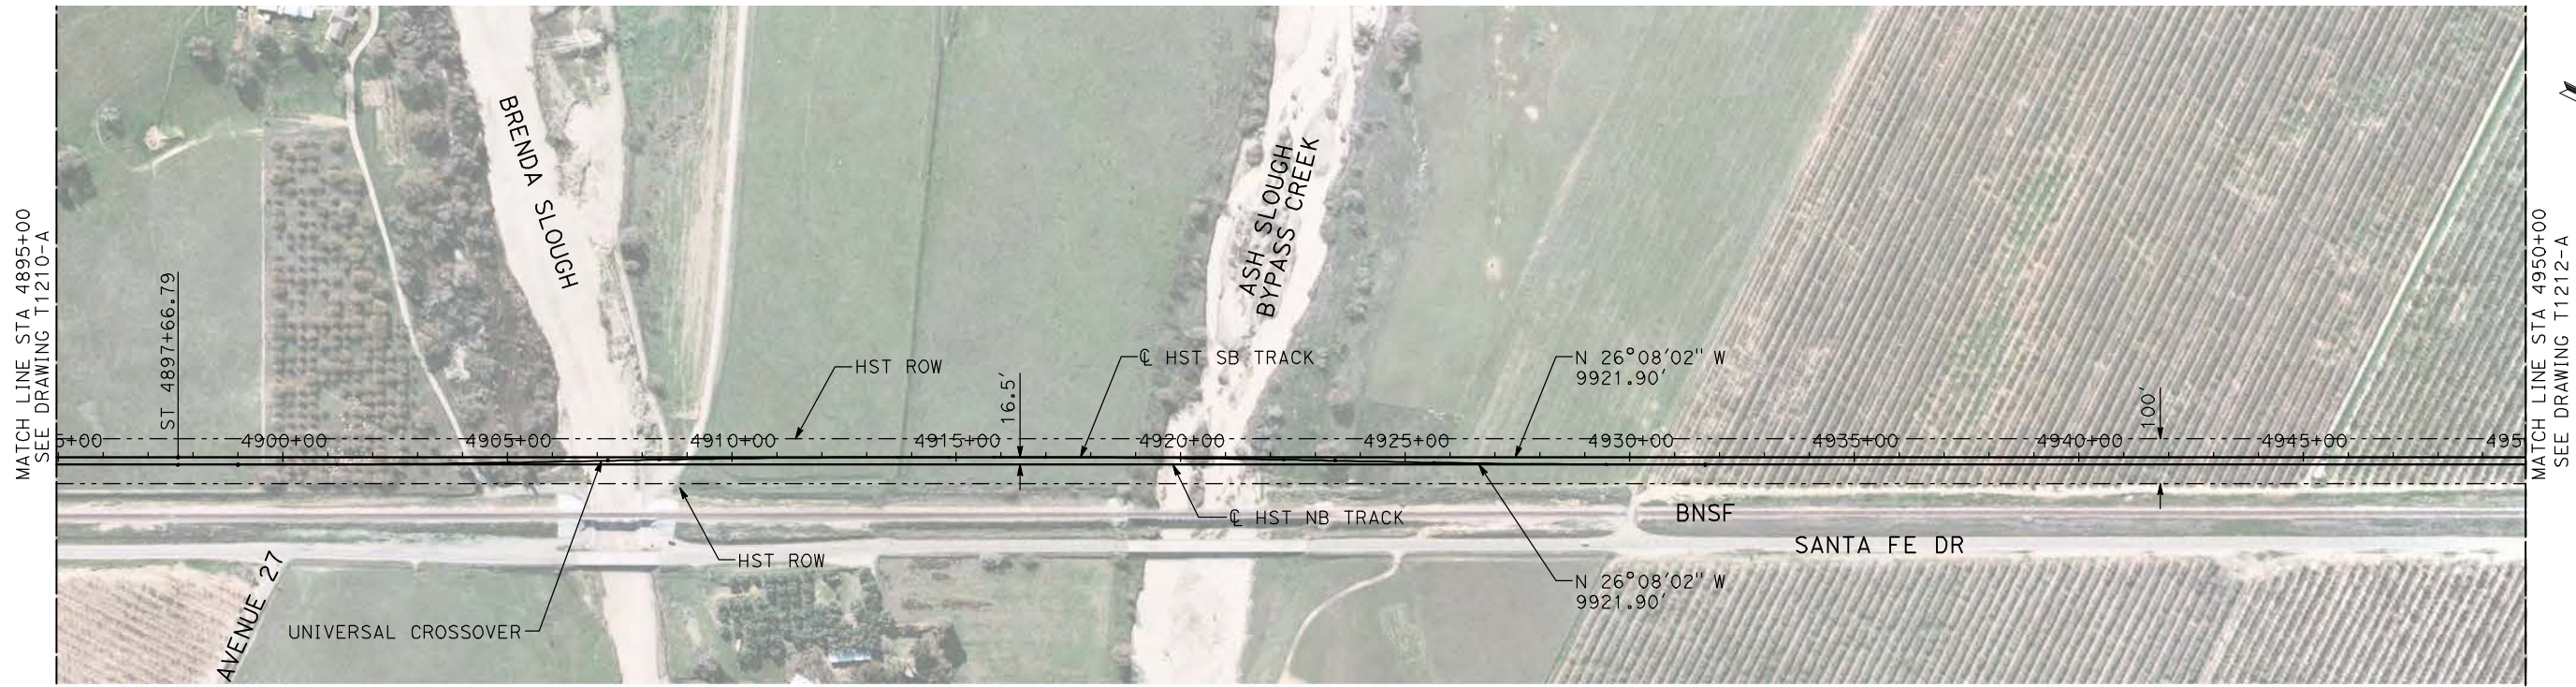 MATCH LINE STA 4895+00
SEE DRAWING T1210-A
ST 4897+66.79
BRENDA SLOUGH
ASH SLOUGH
BYPASS CREEK
HST ROW
16.5'
℄ HST SB TRACK
N 26°08'02" W
9921.90'
100'
5+00
4900+00
4905+00
4910+00
4915+00
4920+00
4925+00
4930+00
4935+00
4940+00
4945+00
495
℄ HST NB TRACK
BNSF
SANTA FE DR
HST ROW
AVENUE 27
UNIVERSAL CROSSOVER
N 26°08'02" W
9921.90'
MATCH LINE STA 4950+00
SEE DRAWING T1212-A